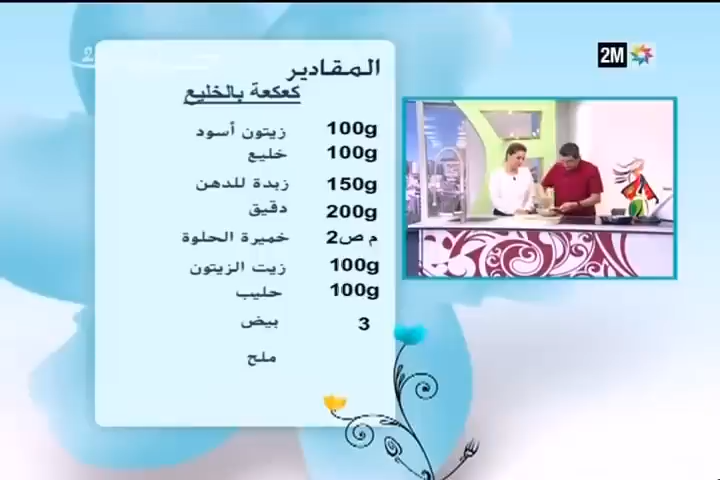 المقادير
كعكعة بالخليع
100g زيتون أسود
100g خليع
150g زبدة للدهن
200g دقيق
2م ص خميرة الحلوة
100g زيت الزيتون
100g حليب
3 بيض
ملح
2M